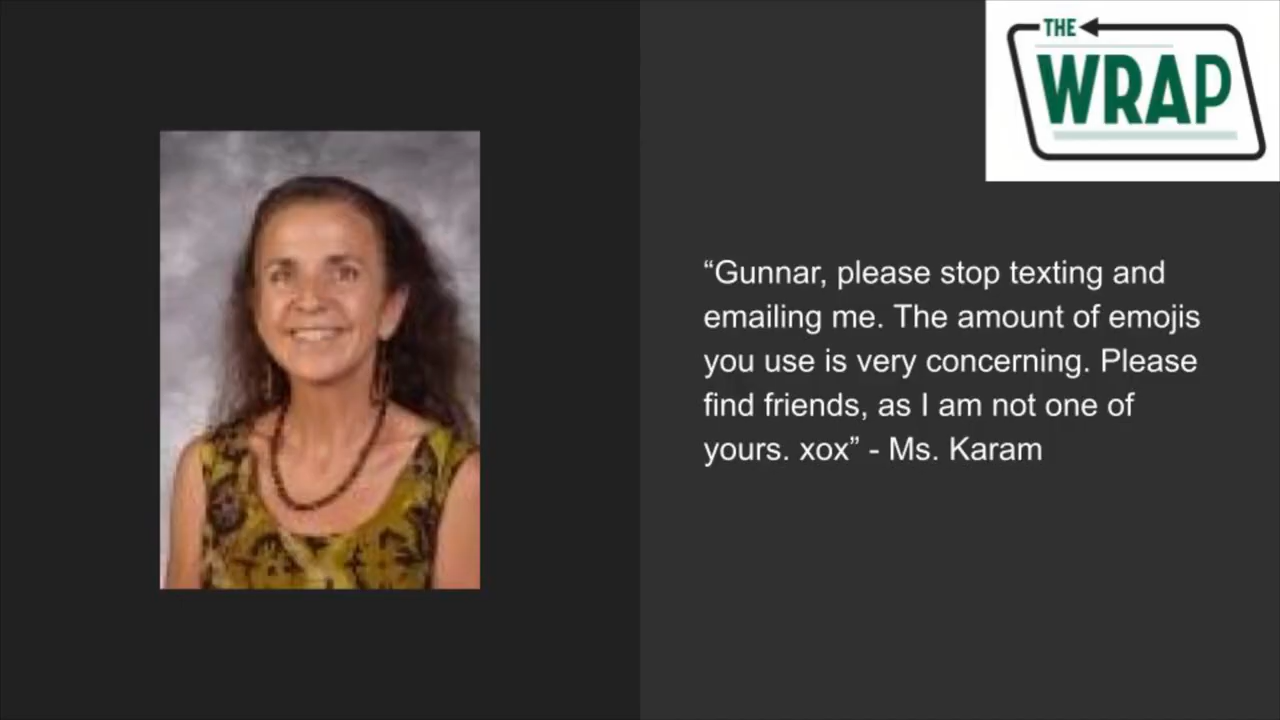 THE
WRAP
“Gunnar, please stop texting and
emailing me. The amount of emojis
you use is very concerning. Please
find friends, as I am not one of
yours. xox” - Ms. Karam